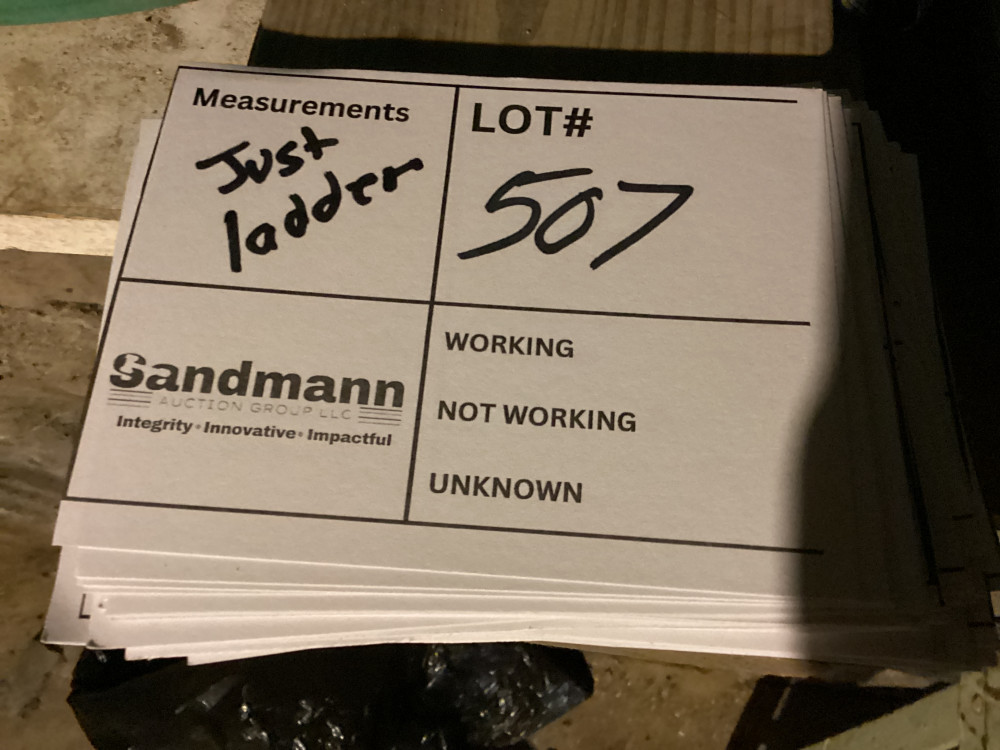 Measurements
Just
ladder
LOT#
507
Sandmann
AUCTION GROUP LLC
Integrity • Innovative • Impactful
WORKING
NOT WORKING
UNKNOWN
L